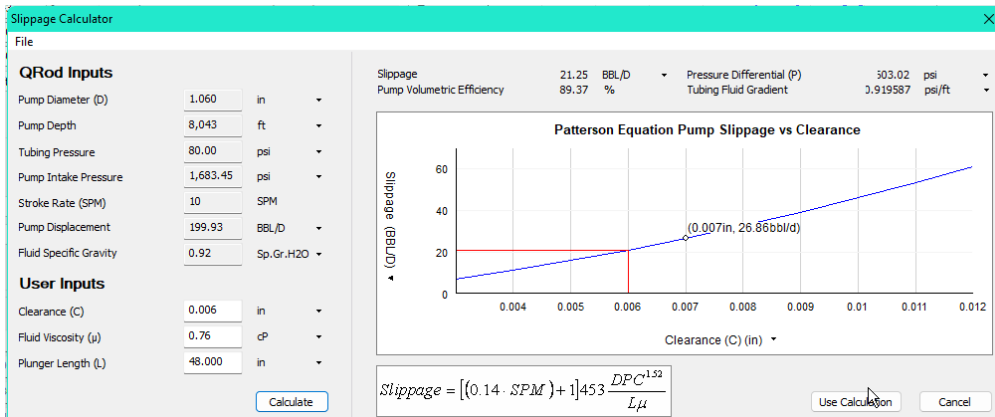 Slippage Calculator
File
QRod Inputs
Pump Diameter (D) 1.060 in
Pump Depth 8,043 ft
Tubing Pressure 80.00 psi
Pump Intake Pressure 1,683.45 psi
Stroke Rate (SPM) 10 SPM
Pump Displacement 199.93 BBL/D
Fluid Specific Gravity 0.92 Sp.Gr.H2O
User Inputs
Clearance (C) 0.006 in
Fluid Viscosity (µ) 0.76 cP
Plunger Length (L) 48.000 in
Calculate
Slippage 21.25 BBL/D Pressure Differential (P) 503.02 psi
Pump Volumetric Efficiency 89.37 % Tubing Fluid Gradient 0.919587 psi/ft
Patterson Equation Pump Slippage vs Clearance
Slippage (BBL/D)
60
40
20
0
(0.007in, 26.86bbl/d)
0.004 0.005 0.006 0.007 0.008 0.009 0.01 0.011 0.012
Clearance (C) (in)
Slippage = [(0.14 · SPM) + 1]453 DPC^1.52 / Lµ
Use Calculation Cancel